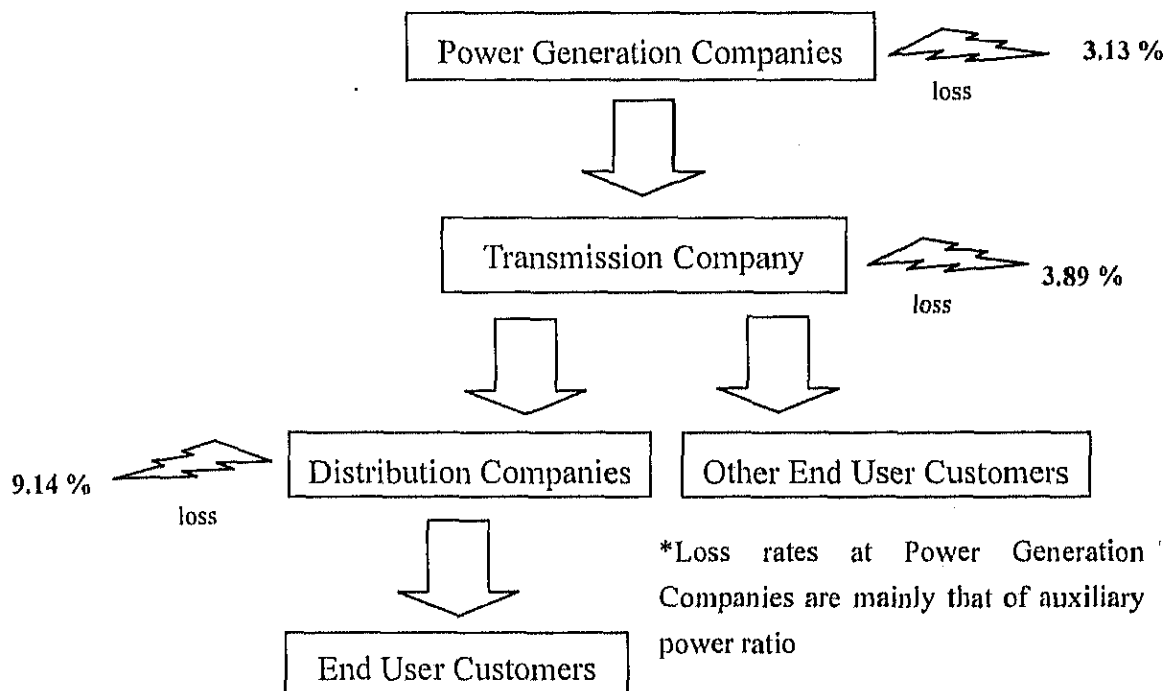 Power Generation Companies
3.13 %
loss
Transmission Company
3.89 %
loss
Distribution Companies
Other End User Customers
9.14 %
loss
*Loss rates at Power Generation
Companies are mainly that of auxiliary
power ratio
End User Customers